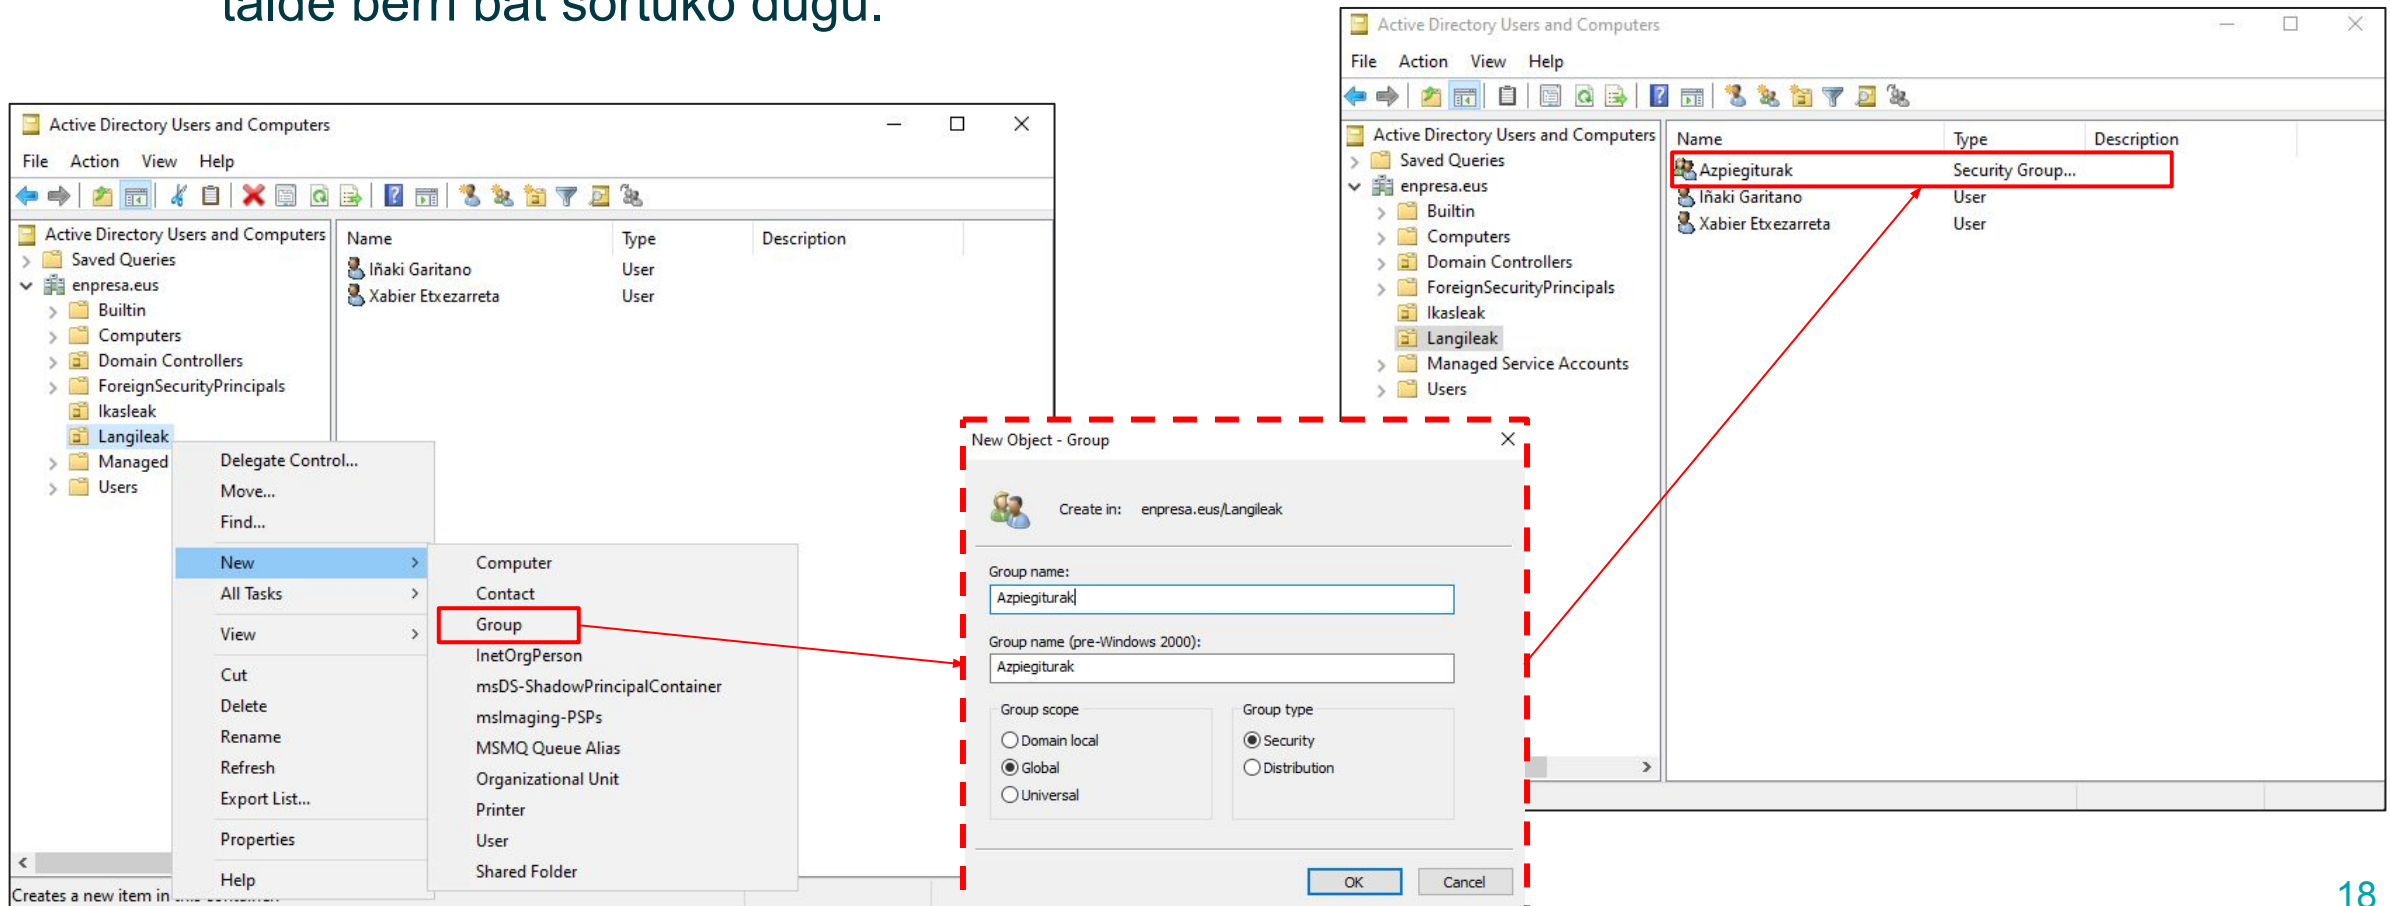 talde berri bat sortuko dugu.
Active Directory Users and Computers
File Action View Help
Active Directory Users and Computers
Saved Queries
enpresa.eus
Builtin
Computers
Domain Controllers
ForeignSecurityPrincipals
Ikasleak
Langileak
Managed
Users
Name Type Description
Iñaki Garitano User
Xabier Etxezarreta User
Delegate Control...
Move...
Find...
New
All Tasks
View
Cut
Delete
Rename
Refresh
Export List...
Properties
Help
Computer
Contact
Group
InetOrgPerson
msDS-ShadowPrincipalContainer
msImaging-PSPs
MSMQ Queue Alias
Organizational Unit
Printer
User
Shared Folder
Creates a new item in this container.
New Object - Group
Create in: enpresa.eus/Langileak
Group name:
Azpiegiturak
Group name (pre-Windows 2000):
Azpiegiturak
Group scope
Domain local
Global
Universal
Group type
Security
Distribution
OK Cancel
Active Directory Users and Computers
File Action View Help
Active Directory Users and Computers
Saved Queries
enpresa.eus
Builtin
Computers
Domain Controllers
ForeignSecurityPrincipals
Ikasleak
Langileak
Managed Service Accounts
Users
Name Type Description
Azpiegiturak Security Group...
Iñaki Garitano User
Xabier Etxezarreta User
18